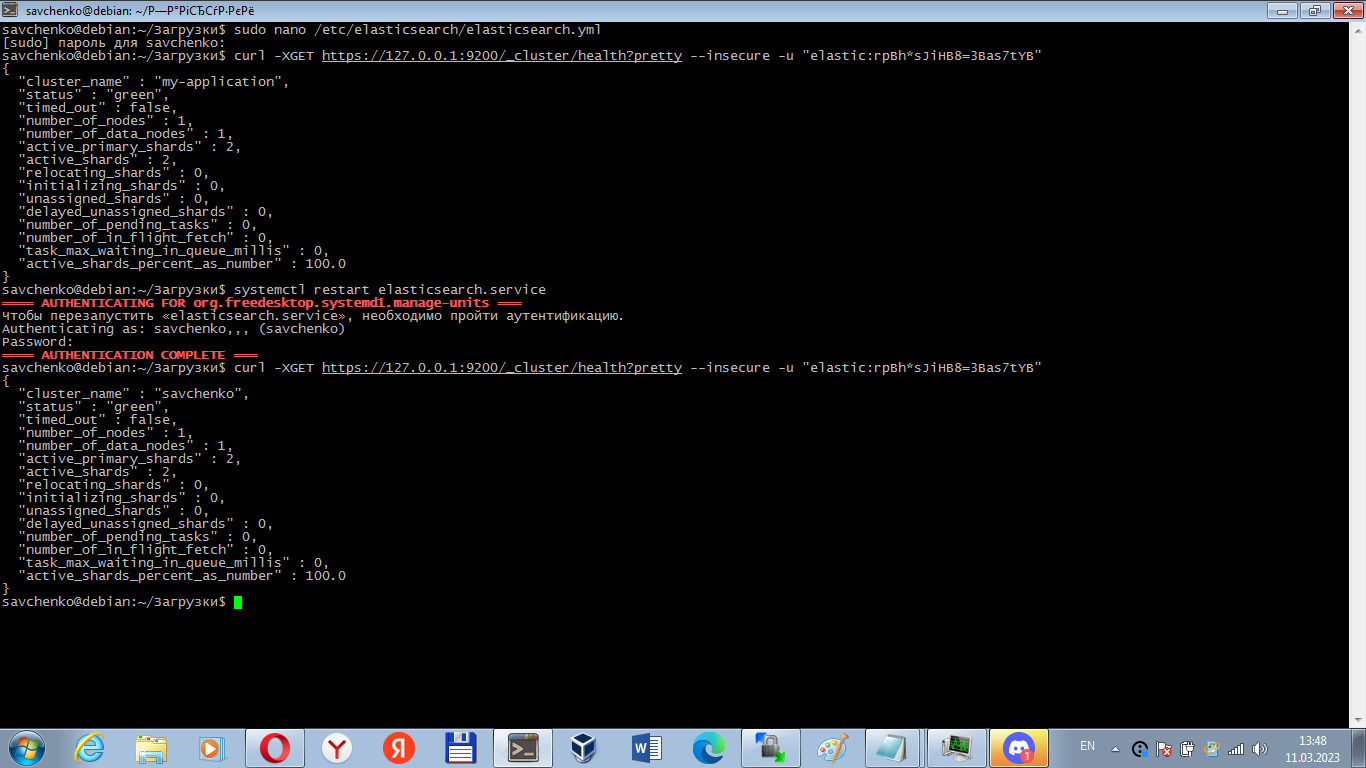 savchenko@debian: ~/Р—Р°РіСЂСѓР·РєРё
savchenko@debian:~/Загрузки$ sudo nano /etc/elasticsearch/elasticsearch.yml
[sudo] пароль для savchenko:
savchenko@debian:~/Загрузки$ curl -XGET https://127.0.0.1:9200/_cluster/health?pretty --insecure -u "elastic:rpBh*sJiHB8=3Bas7tYB"
{
  "cluster_name" : "my-application",
  "status" : "green",
  "timed_out" : false,
  "number_of_nodes" : 1,
  "number_of_data_nodes" : 1,
  "active_primary_shards" : 2,
  "active_shards" : 2,
  "relocating_shards" : 0,
  "initializing_shards" : 0,
  "unassigned_shards" : 0,
  "delayed_unassigned_shards" : 0,
  "number_of_pending_tasks" : 0,
  "number_of_in_flight_fetch" : 0,
  "task_max_waiting_in_queue_millis" : 0,
  "active_shards_percent_as_number" : 100.0
}
savchenko@debian:~/Загрузки$ systemctl restart elasticsearch.service
==== AUTHENTICATING FOR org.freedesktop.systemd1.manage-units ===
Чтобы перезапустить «elasticsearch.service», необходимо пройти аутентификацию.
Authenticating as: savchenko,,, (savchenko)
Password:
==== AUTHENTICATION COMPLETE ===
savchenko@debian:~/Загрузки$ curl -XGET https://127.0.0.1:9200/_cluster/health?pretty --insecure -u "elastic:rpBh*sJiHB8=3Bas7tYB"
{
  "cluster_name" : "savchenko",
  "status" : "green",
  "timed_out" : false,
  "number_of_nodes" : 1,
  "number_of_data_nodes" : 1,
  "active_primary_shards" : 2,
  "active_shards" : 2,
  "relocating_shards" : 0,
  "initializing_shards" : 0,
  "unassigned_shards" : 0,
  "delayed_unassigned_shards" : 0,
  "number_of_pending_tasks" : 0,
  "number_of_in_flight_fetch" : 0,
  "task_max_waiting_in_queue_millis" : 0,
  "active_shards_percent_as_number" : 100.0
}
savchenko@debian:~/Загрузки$
EN
13:48
11.03.2023